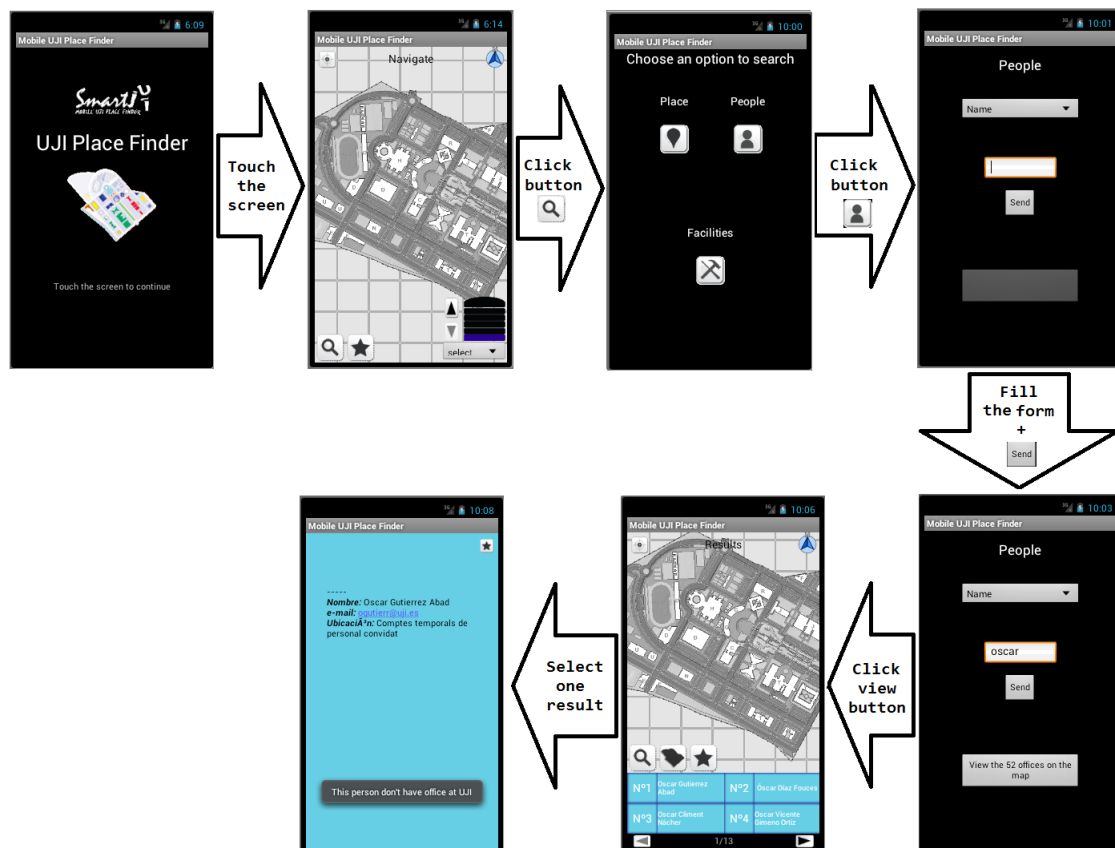 6:09
Mobile UJI Place Finder
SmartUJI
MOBILE UJI PLACE FINDER
UJI Place Finder
Touch the screen to continue
Touch
the
screen
6:14
Mobile UJI Place Finder
Navigate
select
Click
button
10:00
Mobile UJI Place Finder
Choose an option to search
Place People
Facilities
Click
button
10:01
Mobile UJI Place Finder
People
Name
Send
Fill
the form
+
Send
10:03
Mobile UJI Place Finder
People
Name
oscar
Send
View the 52 offices on the
map
Click
view
button
10:06
Mobile UJI Place Finder
Results
Nº1 Oscar Gutierrez
Abad
Nº2 Óscar Díaz Fouces
Nº3 Oscar Climent
Nácher
Nº4 Oscar Vicente
Gimeno Ortiz
1/13
Select
one
result
10:08
Mobile UJI Place Finder
-----
Nombre: Oscar Gutierrez Abad
e-mail: ogutierr@uji.es
UbicaciÃ³n: Comptes temporals de
personal convidat
This person don't have office at UJI